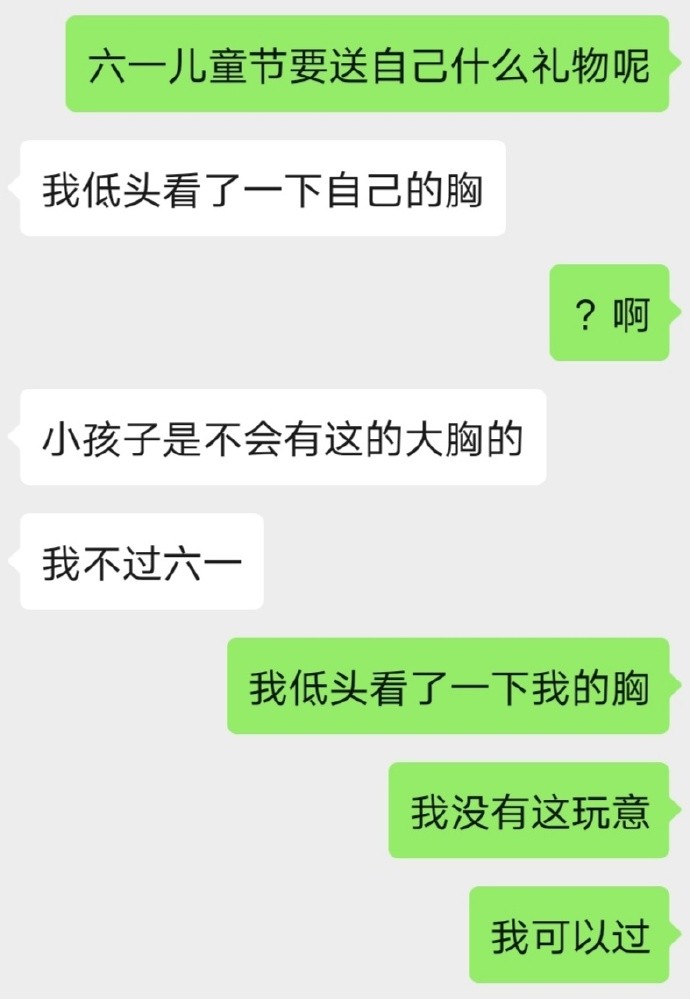 六一儿童节要送自己什么礼物呢
我低头看了一下自己的胸
？啊
小孩子是不会有这的大胸的
我不过六一
我低头看了一下我的胸
我没有这玩意
我可以过